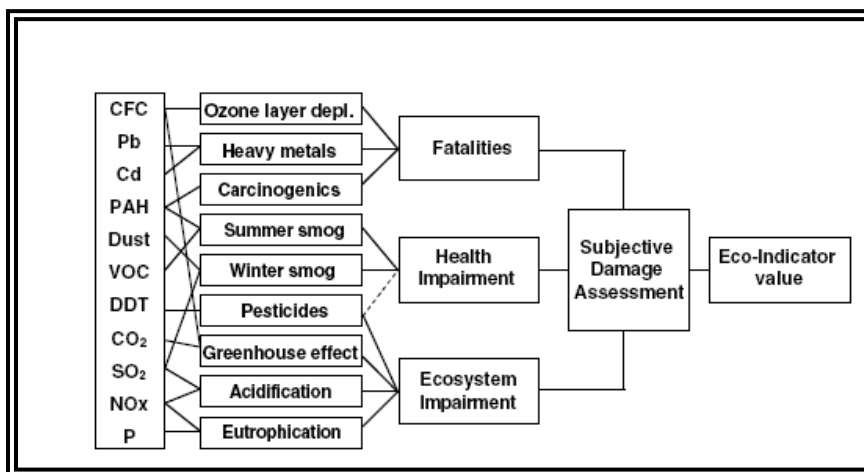 CFC
Pb
Cd
PAH
Dust
VOC
DDT
CO₂
SO₂
NOx
P
Ozone layer depl.
Heavy metals
Carcinogenics
Summer smog
Winter smog
Pesticides
Greenhouse effect
Acidification
Eutrophication
Fatalities
Health
Impairment
Ecosystem
Impairment
Subjective
Damage
Assessment
Eco-Indicator
value